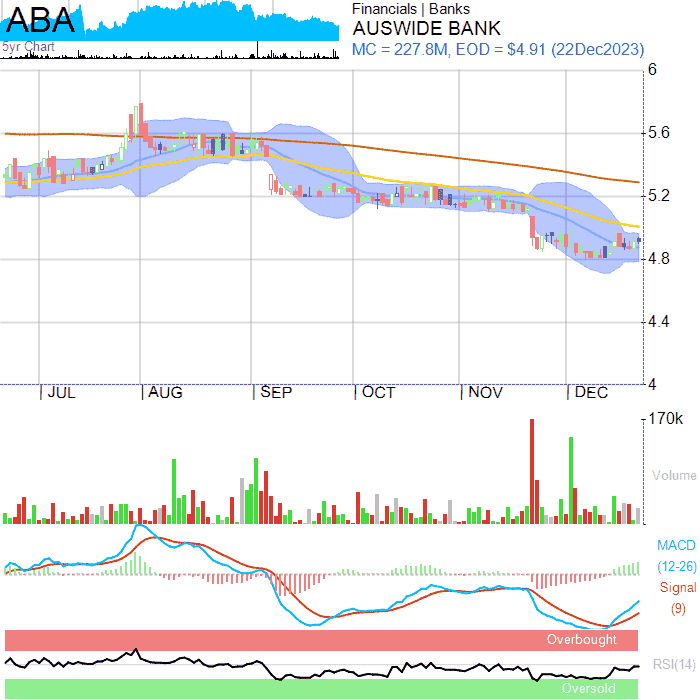 ABA
5yr Chart
Financials | Banks
AUSWIDE BANK
MC = 227.8M, EOD = $4.91 (22Dec2023)
6
5.6
5.2
4.8
4.4
4
JUL
AUG
SEP
OCT
NOV
DEC
170k
Volume
MACD
(12-26)
Signal
(9)
Overbought
RSI(14)
Oversold